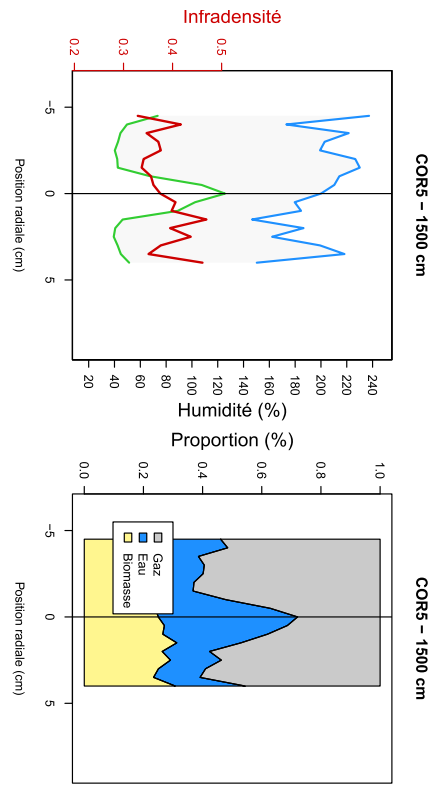 Infradensité
0.2 0.3 0.4 0.5
COR5 − 1500 cm
−5 0 5
Position radiale (cm)
20 40 60 80 100 120 140 160 180 200 220 240
Humidité (%)
Proportion (%)
0.0 0.2 0.4 0.6 0.8 1.0
COR5 − 1500 cm
Gaz
Eau
Biomasse
−5 0 5
Position radiale (cm)